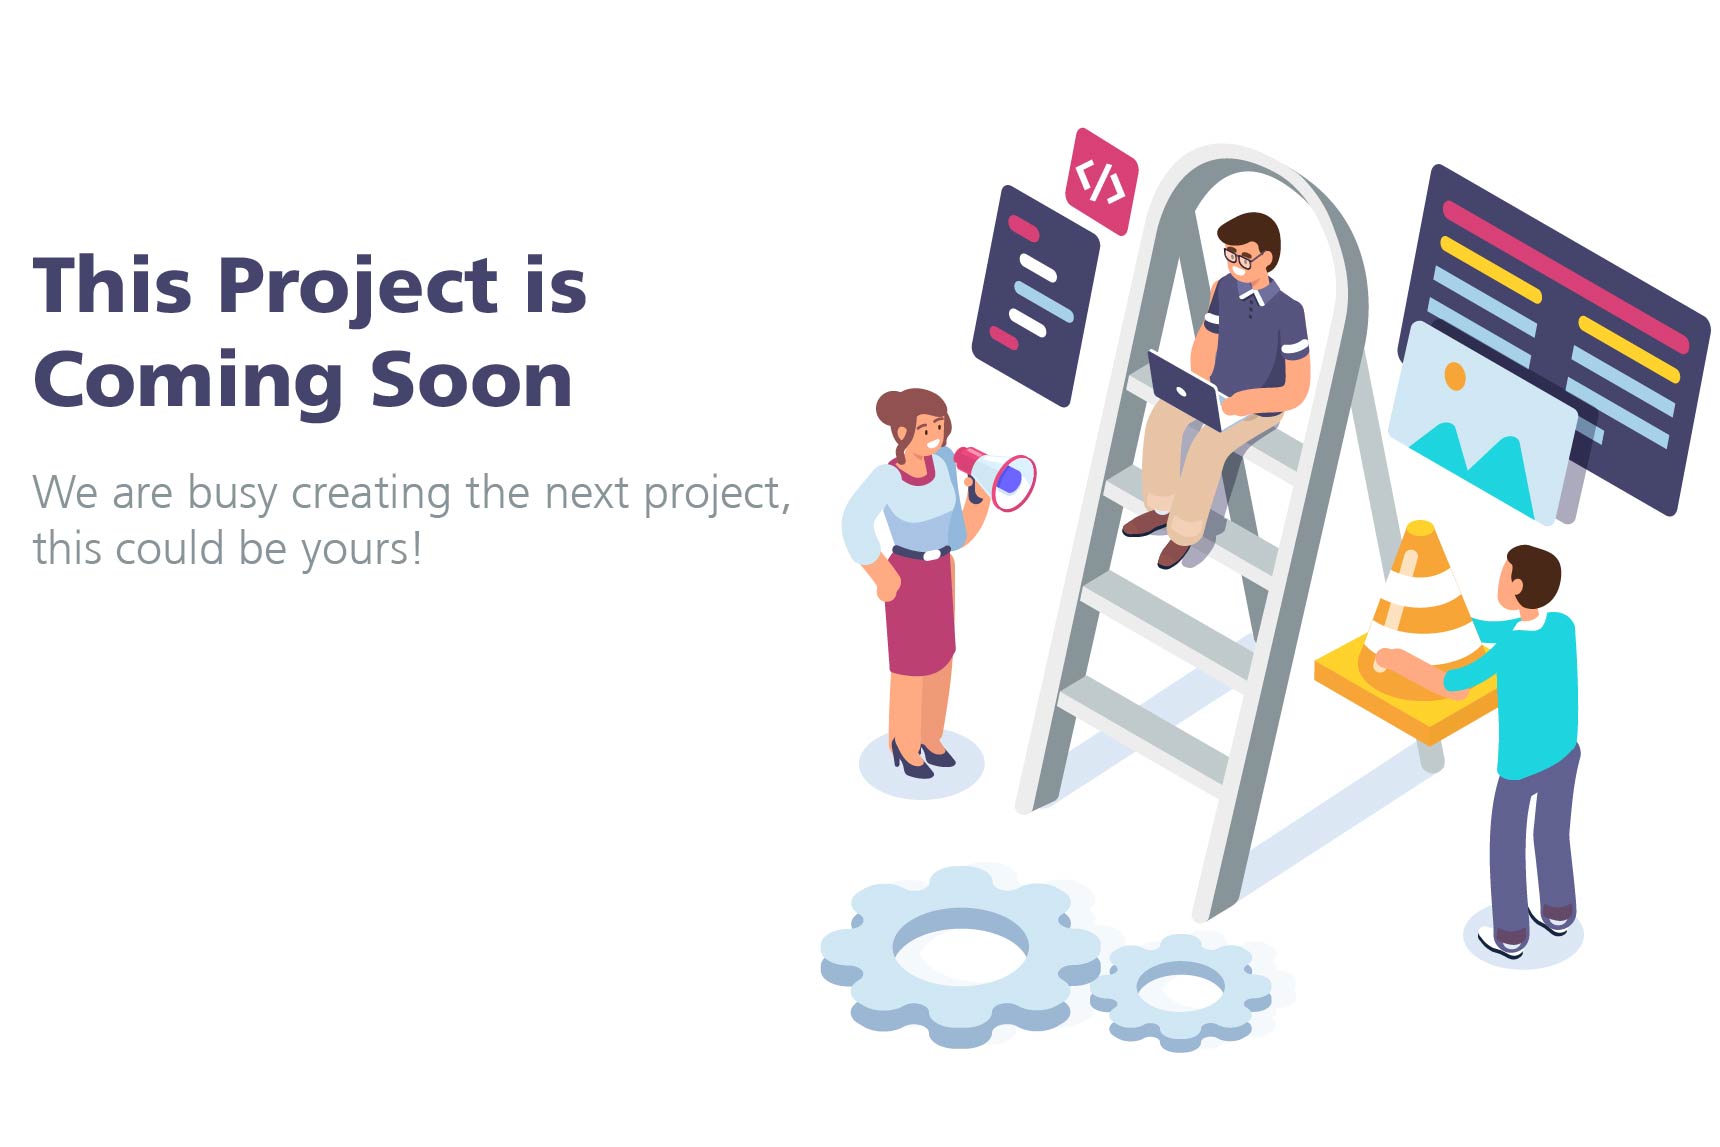 This Project is
Coming Soon
We are busy creating the next project,
this could be yours!
</>